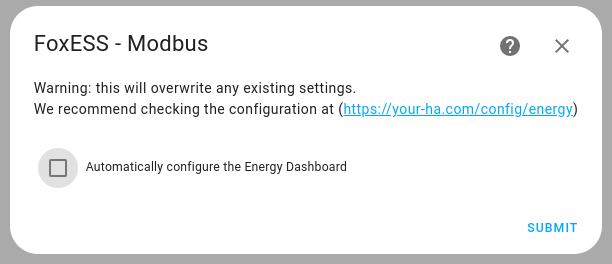 FoxESS - Modbus
Warning: this will overwrite any existing settings.
We recommend checking the configuration at (https://your-ha.com/config/energy)
Automatically configure the Energy Dashboard
SUBMIT